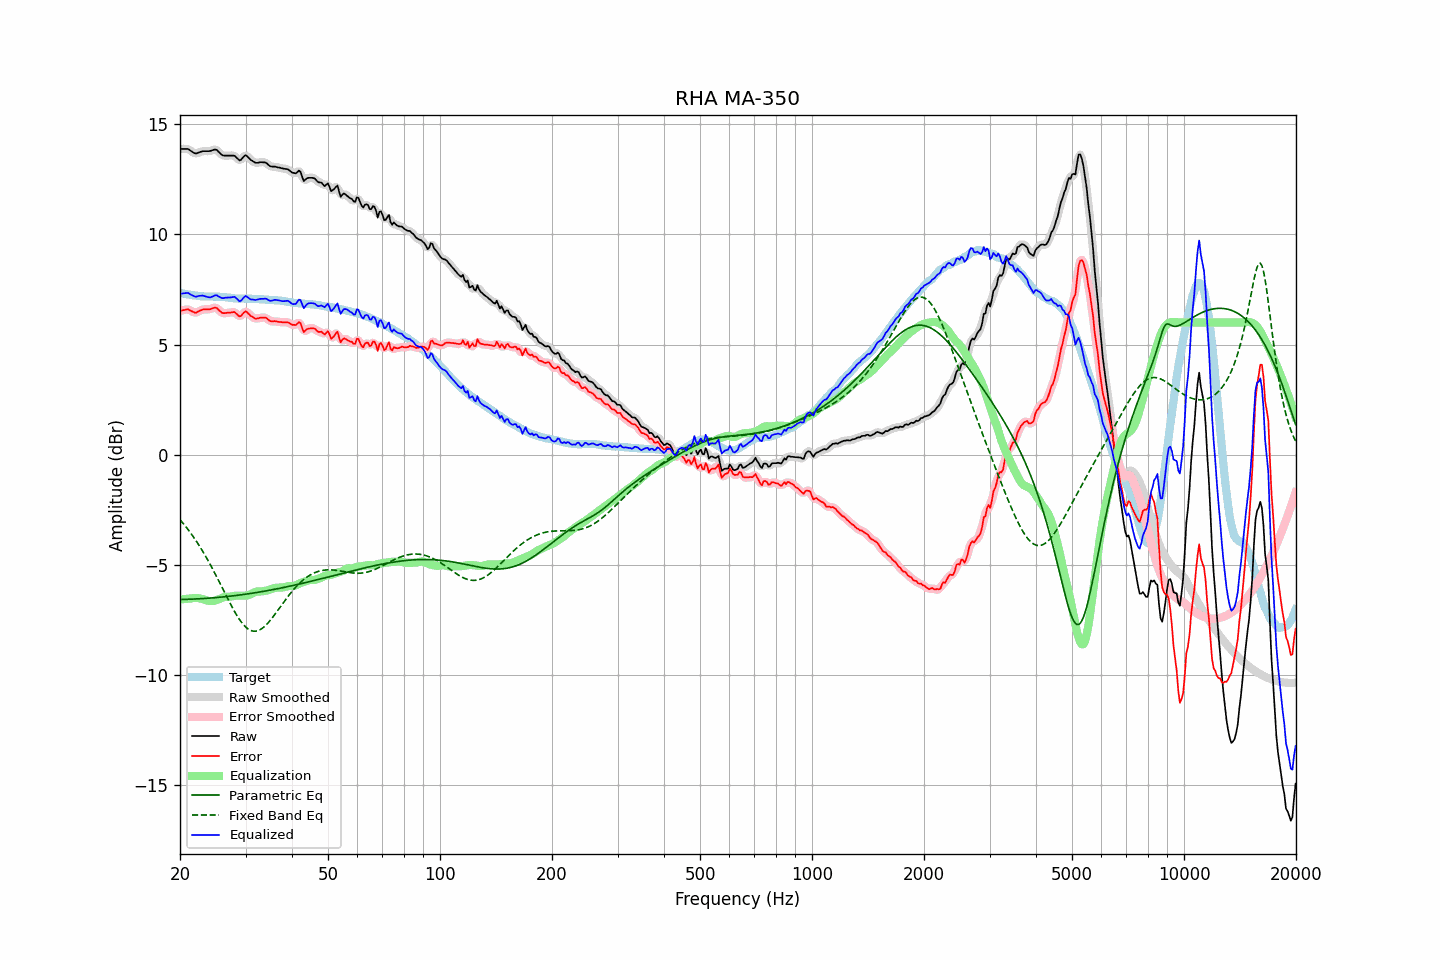 RHA MA-350
15
10
5
0
−5
−10
−15
Amplitude (dBr)
Target
Raw Smoothed
Error Smoothed
Raw
Error
Equalization
Parametric Eq
Fixed Band Eq
Equalized
20 50 100 200 500 1000 2000 5000 10000 20000
Frequency (Hz)